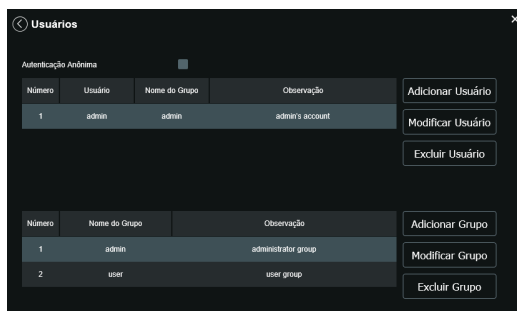 Usuários
Autenticação Anônima
Número Usuário Nome do Grupo Observação
1 admin admin admin's account
Adicionar Usuário
Modificar Usuário
Excluir Usuário
Número Nome do Grupo Observação
1 admin administrator group
2 user user group
Adicionar Grupo
Modificar Grupo
Excluir Grupo